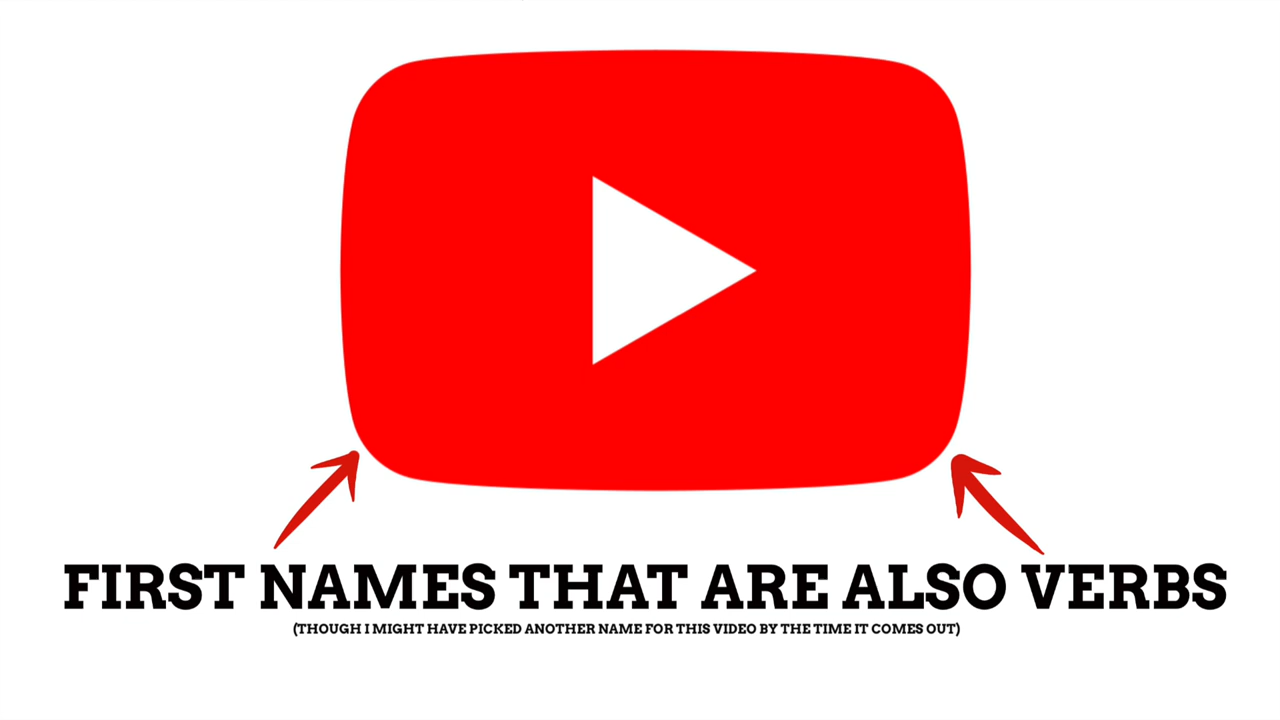 FIRST NAMES THAT ARE ALSO VERBS
(THOUGH I MIGHT HAVE PICKED ANOTHER NAME FOR THIS VIDEO BY THE TIME IT COMES OUT)